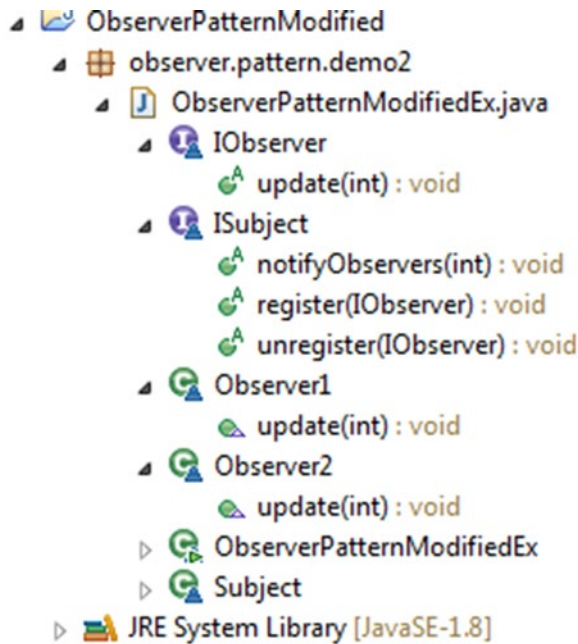 ObserverPatternModified
observer.pattern.demo2
ObserverPatternModifiedEx.java
IObserver
update(int) : void
ISubject
notifyObservers(int) : void
register(IObserver) : void
unregister(IObserver) : void
Observer1
update(int) : void
Observer2
update(int) : void
ObserverPatternModifiedEx
Subject
JRE System Library [JavaSE-1.8]